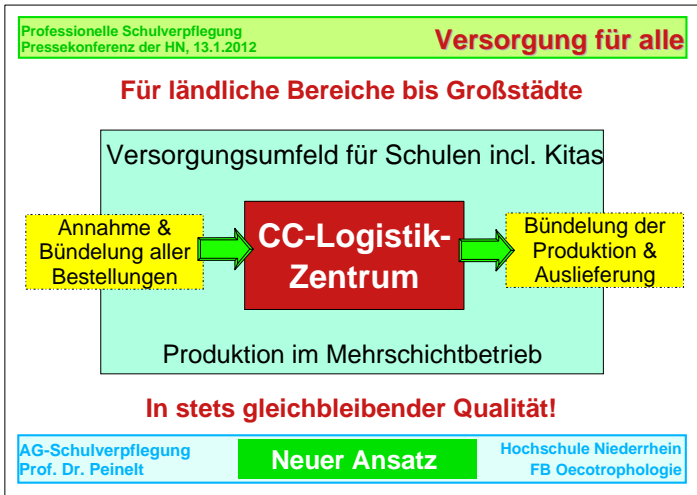 Professionelle Schulverpflegung
Pressekonferenz der HN, 13.1.2012
Versorgung für alle
Für ländliche Bereiche bis Großstädte
Versorgungsumfeld für Schulen incl. Kitas
Annahme &
Bündelung aller
Bestellungen
CC-Logistik-
Zentrum
Bündelung der
Produktion &
Auslieferung
Produktion im Mehrschichtbetrieb
In stets gleichbleibender Qualität!
AG-Schulverpflegung
Prof. Dr. Peinelt
Neuer Ansatz
Hochschule Niederrhein
FB Oecotrophologie